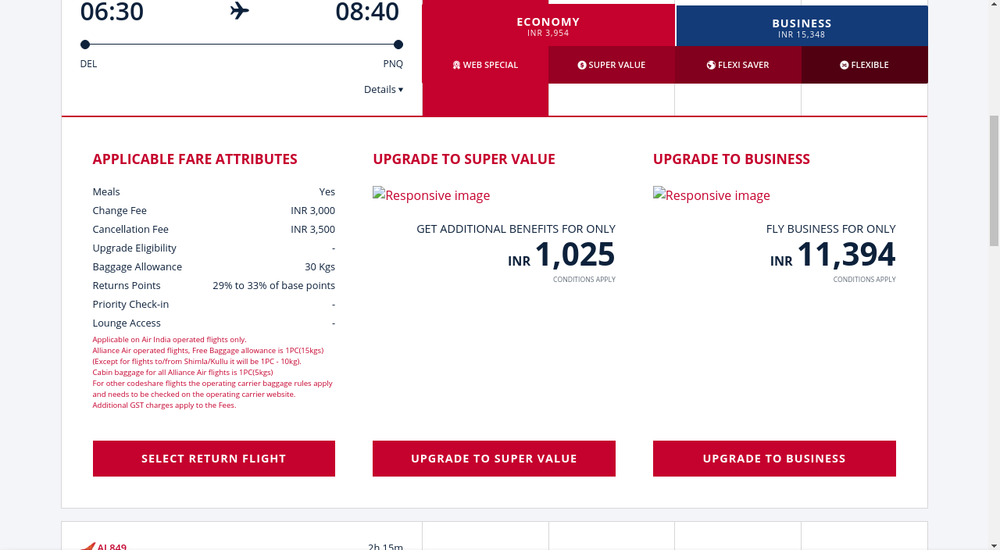 06:30 08:40
DEL PNQ
Details ▾
ECONOMY
INR 3,954
BUSINESS
INR 15,348
WEB SPECIAL SUPER VALUE FLEXI SAVER FLEXIBLE
APPLICABLE FARE ATTRIBUTES
Meals Yes
Change Fee INR 3,000
Cancellation Fee INR 3,500
Upgrade Eligibility -
Baggage Allowance 30 Kgs
Returns Points 29% to 33% of base points
Priority Check-in -
Lounge Access -
Applicable on Air India operated flights only.
Alliance Air operated flights, Free Baggage allowance is 1PC(15kgs)
(Except for flights to/from Shimla/Kullu it will be 1PC - 10kg).
Cabin baggage for all Alliance Air flights is 1PC(5kgs)
For other codeshare flights the operating carrier baggage rules apply
and needs to be checked on the operating carrier website.
Additional GST charges apply to the Fees.
SELECT RETURN FLIGHT
UPGRADE TO SUPER VALUE
Responsive image
GET ADDITIONAL BENEFITS FOR ONLY
INR 1,025
CONDITIONS APPLY
UPGRADE TO SUPER VALUE
UPGRADE TO BUSINESS
Responsive image
FLY BUSINESS FOR ONLY
INR 11,394
CONDITIONS APPLY
UPGRADE TO BUSINESS
AI 849 2h 15m